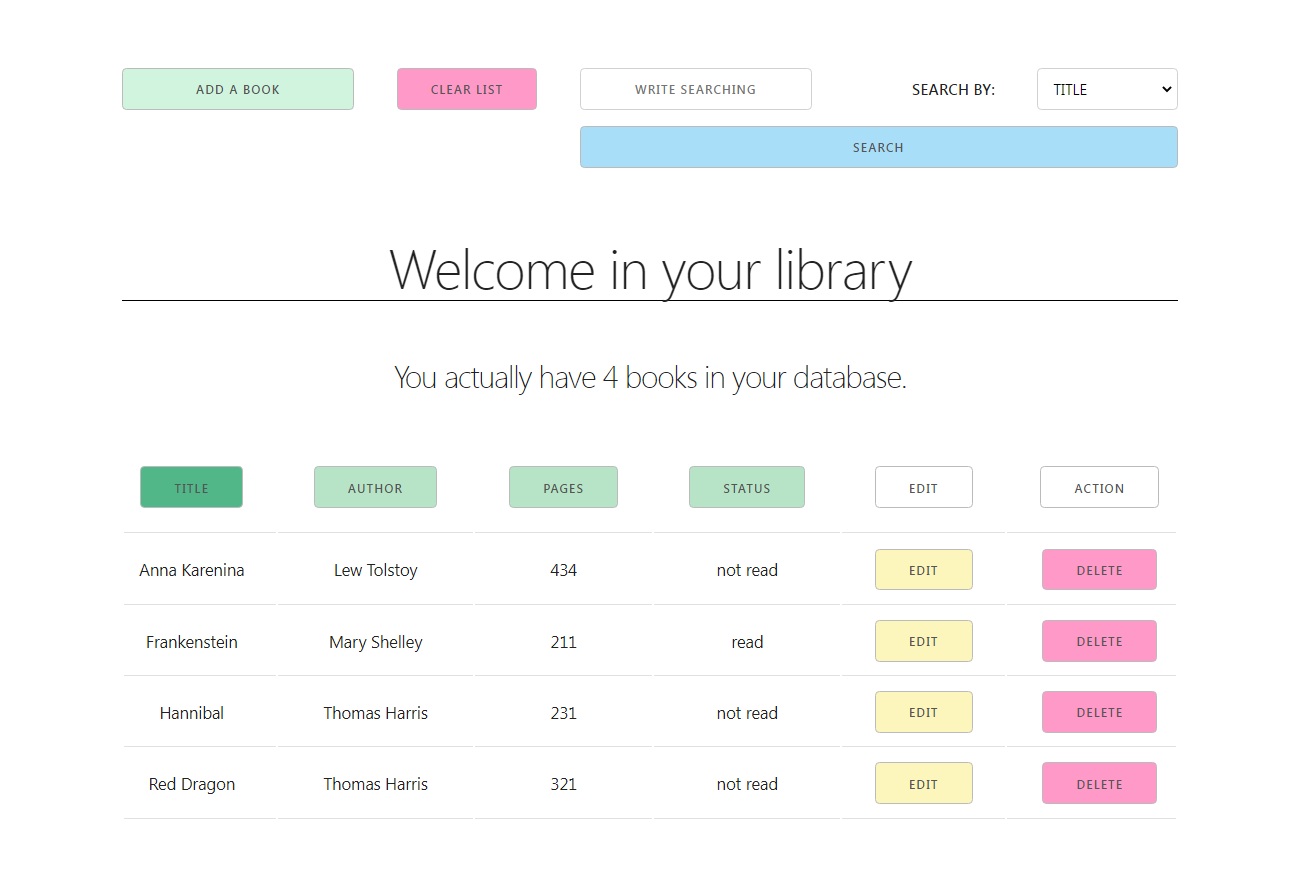 ADD A BOOK CLEAR LIST WRITE SEARCHING SEARCH BY: TITLE
SEARCH
Welcome in your library
You actually have 4 books in your database.
TITLE AUTHOR PAGES STATUS EDIT ACTION
Anna Karenina Lew Tolstoy 434 not read EDIT DELETE
Frankenstein Mary Shelley 211 read EDIT DELETE
Hannibal Thomas Harris 231 not read EDIT DELETE
Red Dragon Thomas Harris 321 not read EDIT DELETE